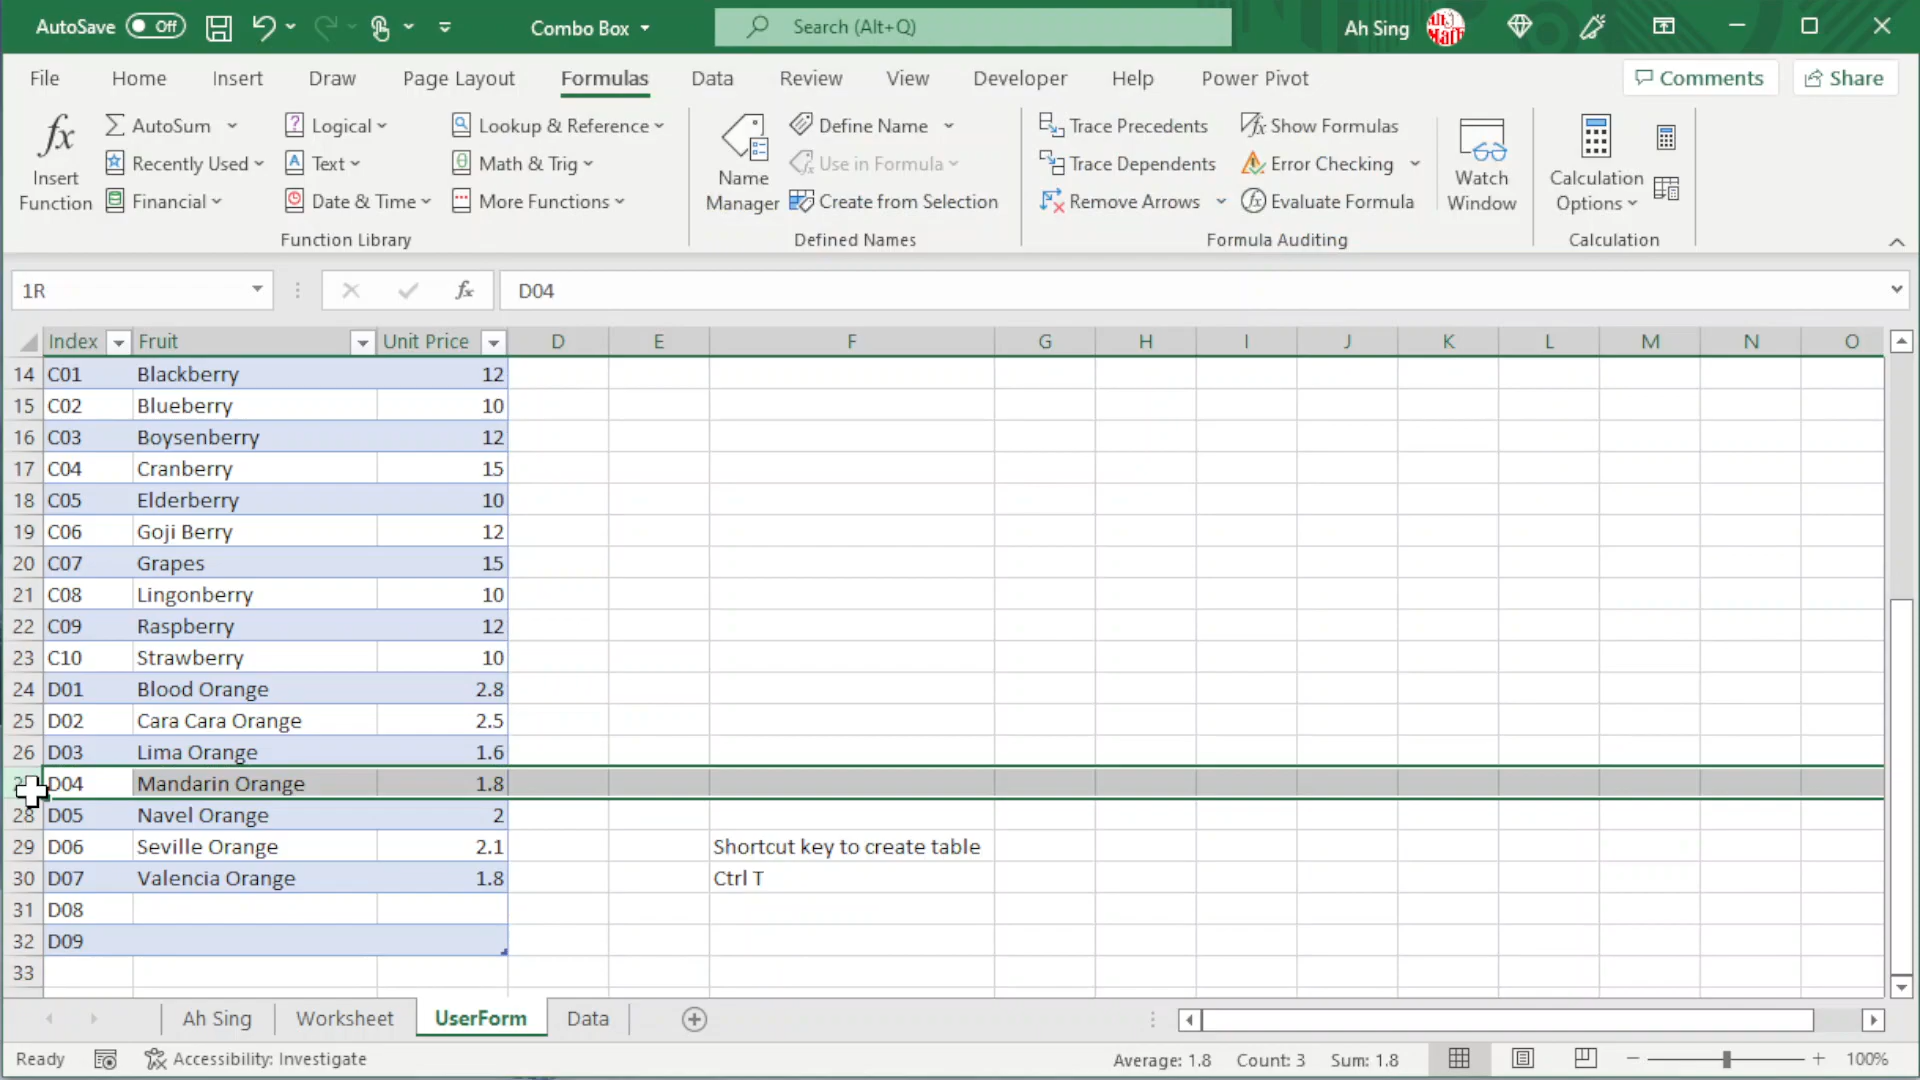 AutoSave Off Combo Box Search (Alt+Q) Ah Sing
File Home Insert Draw Page Layout Formulas Data Review View Developer Help Power Pivot Comments Share
fx Insert Function
AutoSum
Recently Used
Financial
Logical
Text
Date & Time
Lookup & Reference
Math & Trig
More Functions
Function Library
Name Manager
Define Name
Use in Formula
Create from Selection
Defined Names
Trace Precedents
Trace Dependents
Remove Arrows
Show Formulas
Error Checking
Evaluate Formula
Formula Auditing
Watch Window
Calculation Options
Calculation
1R fx D04
Index Fruit Unit Price D E F G H I J K L M N O
14 C01 Blackberry 12
15 C02 Blueberry 10
16 C03 Boysenberry 12
17 C04 Cranberry 15
18 C05 Elderberry 10
19 C06 Goji Berry 12
20 C07 Grapes 15
21 C08 Lingonberry 10
22 C09 Raspberry 12
23 C10 Strawberry 10
24 D01 Blood Orange 2.8
25 D02 Cara Cara Orange 2.5
26 D03 Lima Orange 1.6
D04 Mandarin Orange 1.8
28 D05 Navel Orange 2
29 D06 Seville Orange 2.1 Shortcut key to create table
30 D07 Valencia Orange 1.8 Ctrl T
31 D08
32 D09
33
Ah Sing Worksheet UserForm Data
Ready Accessibility: Investigate Average: 1.8 Count: 3 Sum: 1.8 100%